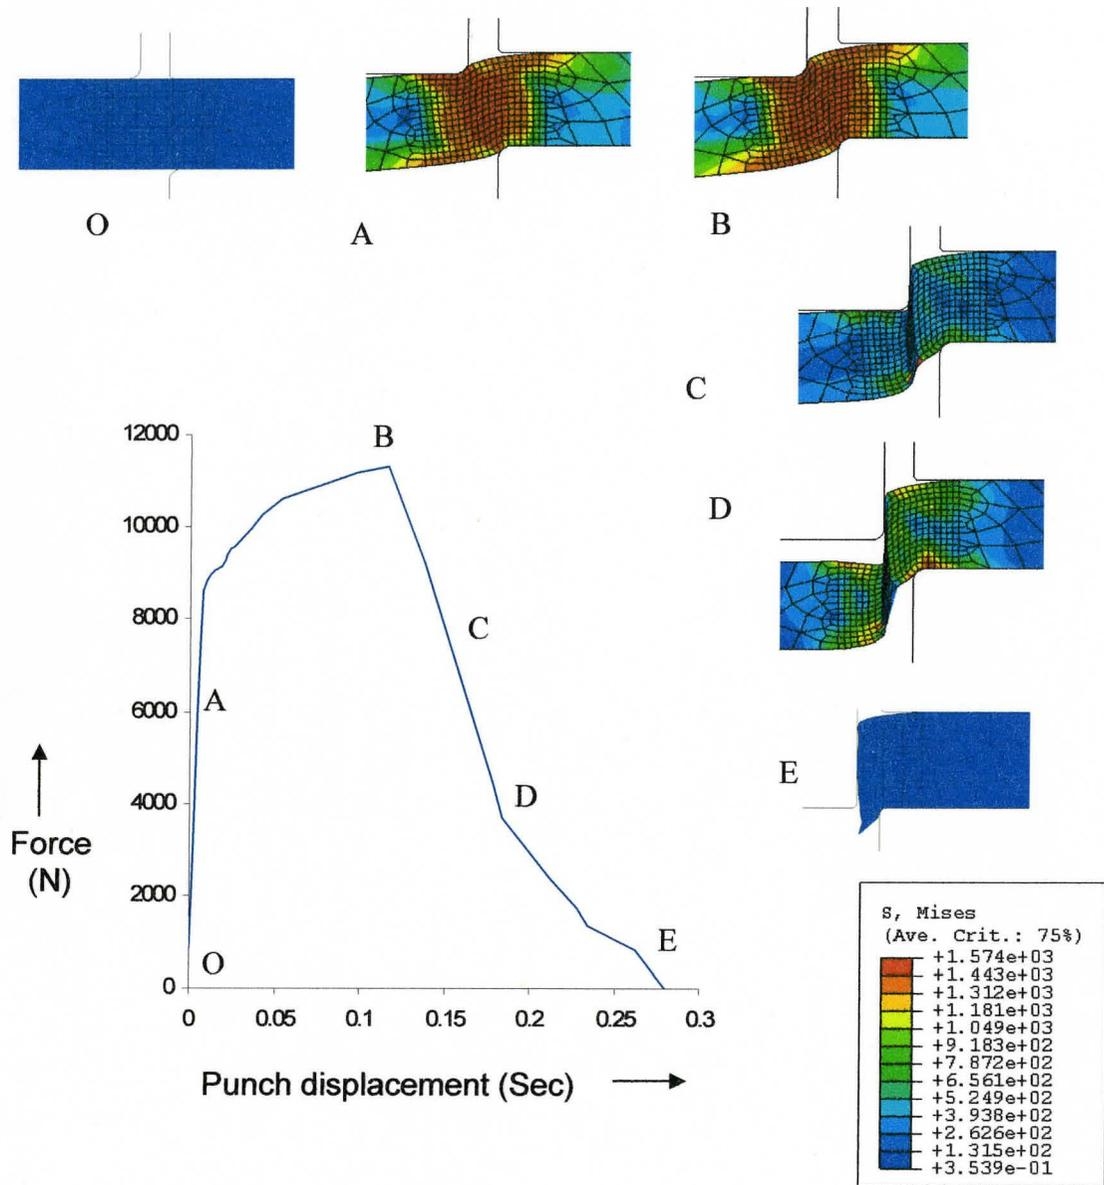 O
A
B
C
D
E
12000
10000
8000
6000
4000
2000
0
B
A
C
D
E
O
0
0.05
0.1
0.15
0.2
0.25
0.3
Force
(N)
Punch displacement (Sec)
S, Mises
(Ave. Crit.: 75%)
+1.574e+03
+1.443e+03
+1.312e+03
+1.181e+03
+1.049e+03
+9.183e+02
+7.872e+02
+6.561e+02
+5.249e+02
+3.938e+02
+2.626e+02
+1.315e+02
+3.539e-01